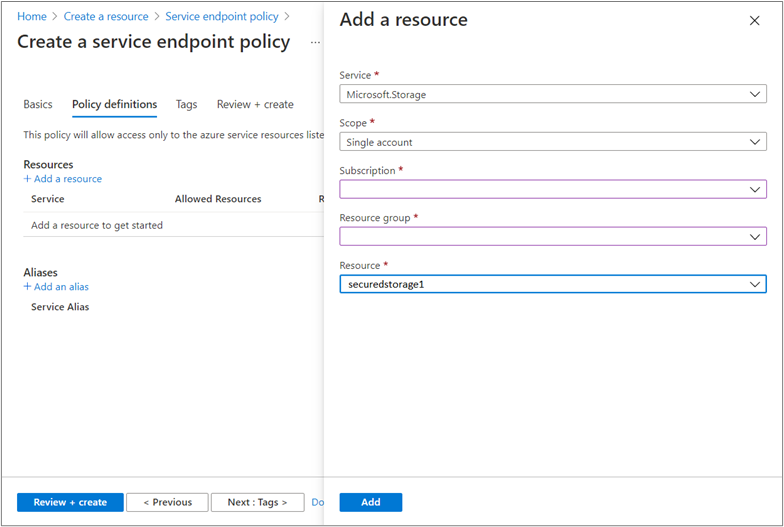 Home > Create a resource > Service endpoint policy >
Create a service endpoint policy ...
Basics Policy definitions Tags Review + create
This policy will allow access only to the azure service resources liste
Resources
+ Add a resource
Service Allowed Resources R
Add a resource to get started
Aliases
+ Add an alias
Service Alias
Review + create < Previous Next : Tags > Do
Add a resource
Service *
Microsoft.Storage
Scope *
Single account
Subscription *
Resource group *
Resource *
securedstorage1
Add